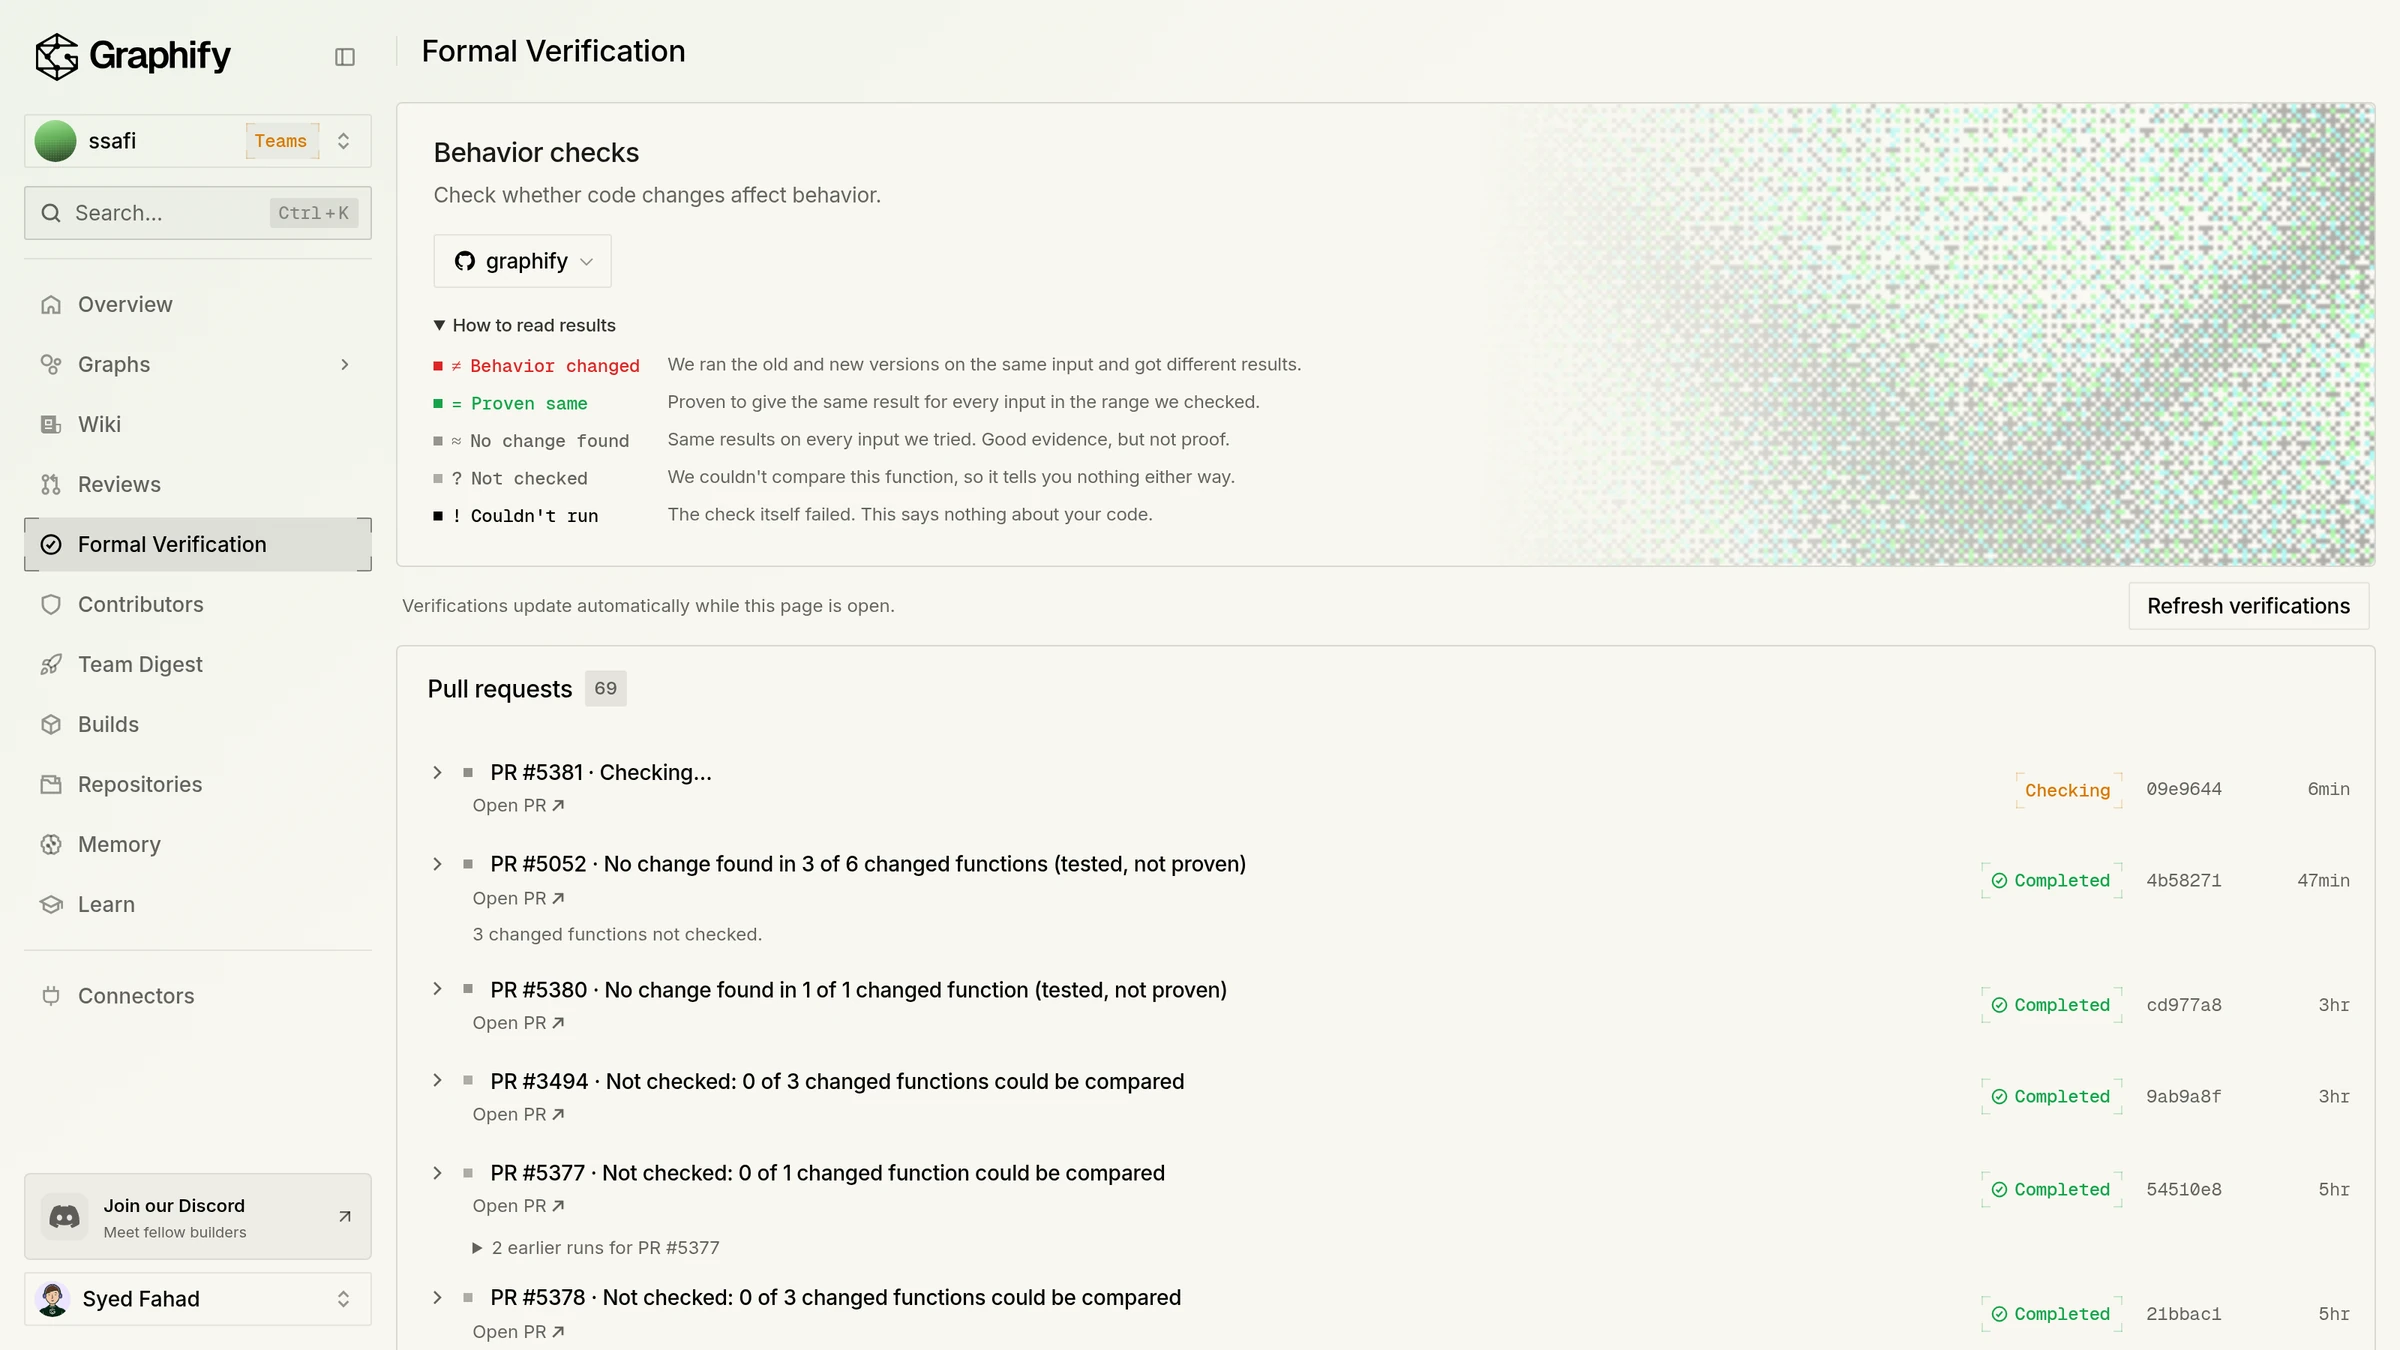 Graphify
Formal Verification
ssafi
Teams
Search...
Ctrl+K
Overview
Graphs
Wiki
Reviews
Formal Verification
Contributors
Team Digest
Builds
Repositories
Memory
Learn
Connectors
Join our Discord
Meet fellow builders
Syed Fahad
Behavior checks
Check whether code changes affect behavior.
graphify
▼ How to read results
≠ Behavior changed We ran the old and new versions on the same input and got different results.
= Proven same Proven to give the same result for every input in the range we checked.
≈ No change found Same results on every input we tried. Good evidence, but not proof.
? Not checked We couldn't compare this function, so it tells you nothing either way.
! Couldn't run The check itself failed. This says nothing about your code.
Verifications update automatically while this page is open.
Refresh verifications
Pull requests 69
PR #5381 · Checking...
Open PR
Checking 09e9644 6min
PR #5052 · No change found in 3 of 6 changed functions (tested, not proven)
Open PR
3 changed functions not checked.
Completed 4b58271 47min
PR #5380 · No change found in 1 of 1 changed function (tested, not proven)
Open PR
Completed cd977a8 3hr
PR #3494 · Not checked: 0 of 3 changed functions could be compared
Open PR
Completed 9ab9a8f 3hr
PR #5377 · Not checked: 0 of 1 changed function could be compared
Open PR
Completed 54510e8 5hr
▶ 2 earlier runs for PR #5377
PR #5378 · Not checked: 0 of 3 changed functions could be compared
Open PR
Completed 21bbac1 5hr